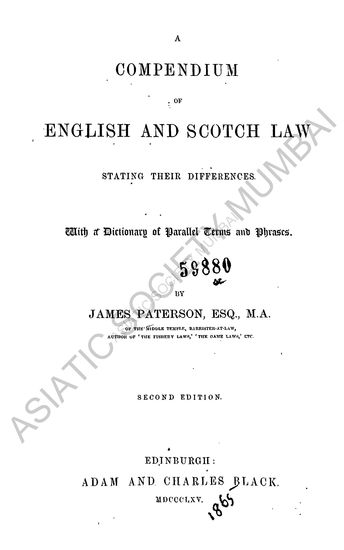 A
COMPENDIUM
OF
ENGLISH AND SCOTCH LAW
STATING THEIR DIFFERENCES.
With a Dictionary of Parallel Terms and Phrases.
59880
BY
JAMES PATERSON, ESQ., M.A.
OF THE MIDDLE TEMPLE, BARRISTER-AT-LAW,
AUTHOR OF 'THE FISHERY LAWS,' 'THE GAME LAWS,' ETC.
SECOND EDITION.
EDINBURGH:
ADAM AND CHARLES BLACK.
MDCCCLXV.
1865
ASIATIC SOCIETY MUMBAI